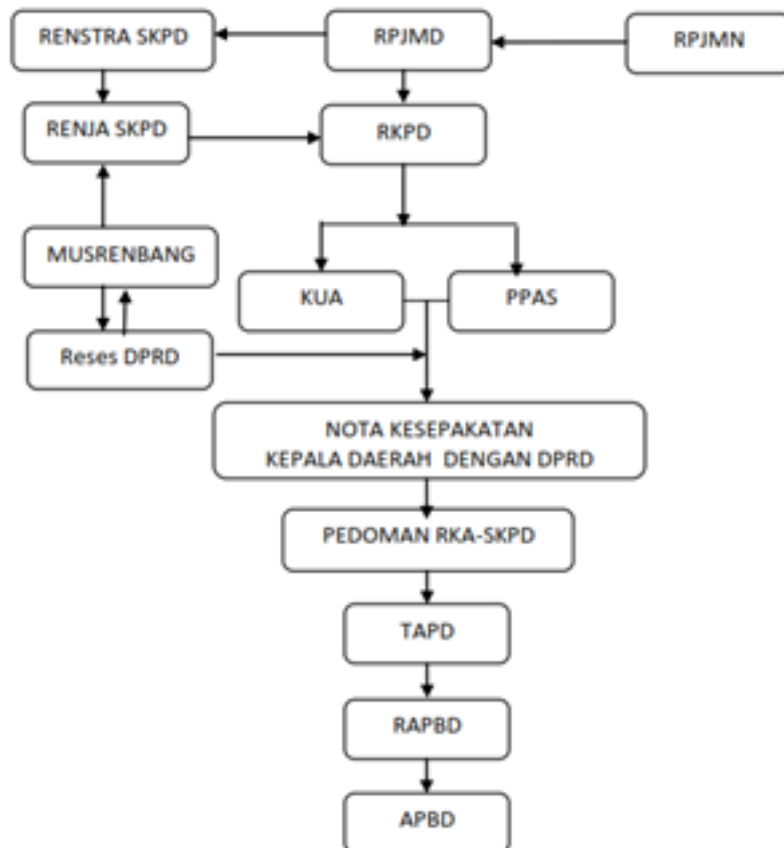 RENSTRA SKPD
RPJMD
RPJMN
RENJA SKPD
RKPD
MUSRENBANG
KUA
PPAS
Reses DPRD
NOTA KESEPAKATAN
KEPALA DAERAH DENGAN DPRD
PEDOMAN RKA-SKPD
TAPD
RAPBD
APBD